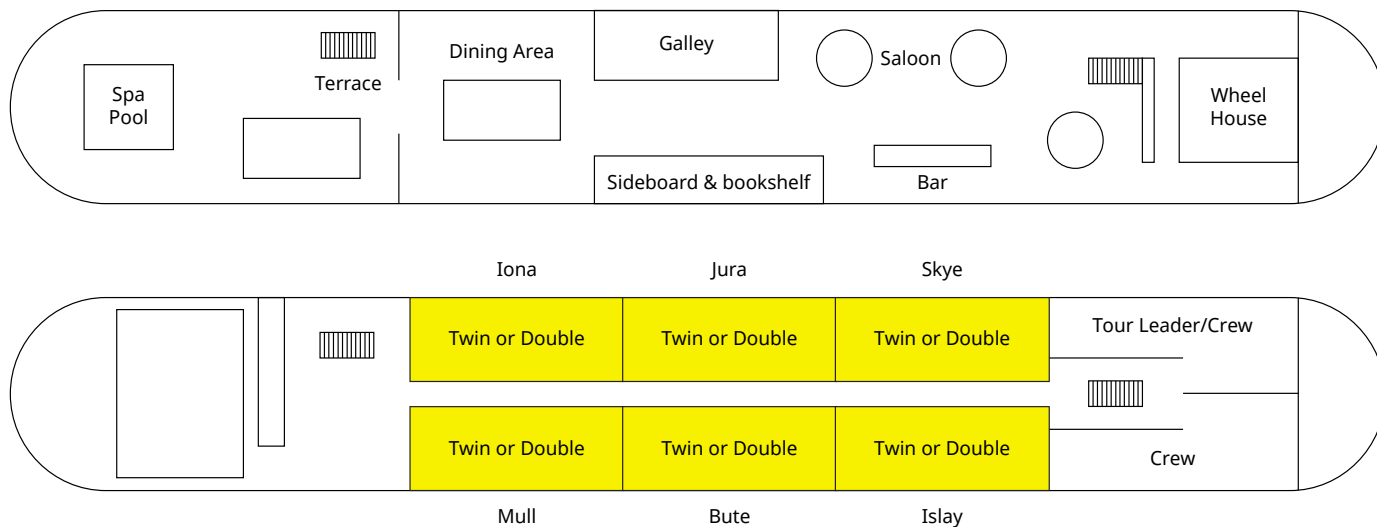 Spa
Pool
Terrace
Dining Area
Galley
Saloon
Wheel
House
Sideboard & bookshelf
Bar
Iona
Jura
Skye
Twin or Double
Twin or Double
Twin or Double
Tour Leader/Crew
Twin or Double
Twin or Double
Twin or Double
Crew
Mull
Bute
Islay